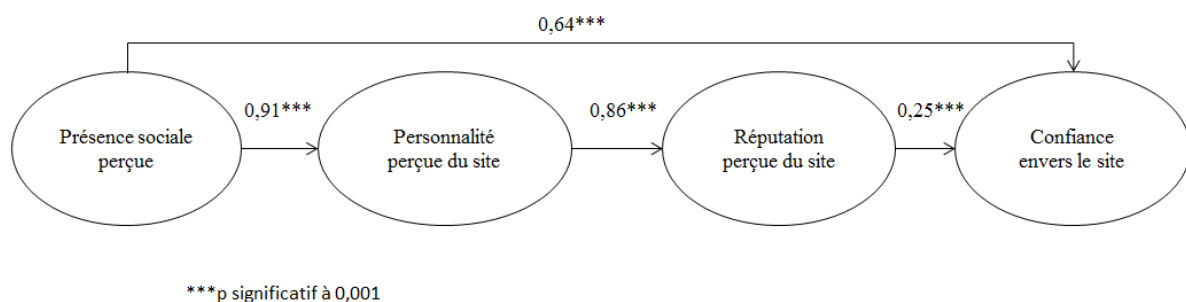 0,64***
0,91***
0,86***
0,25***
Présence sociale
perçue
Personnalité
perçue du site
Réputation
perçue du site
Confiance
envers le site
***p significatif à 0,001